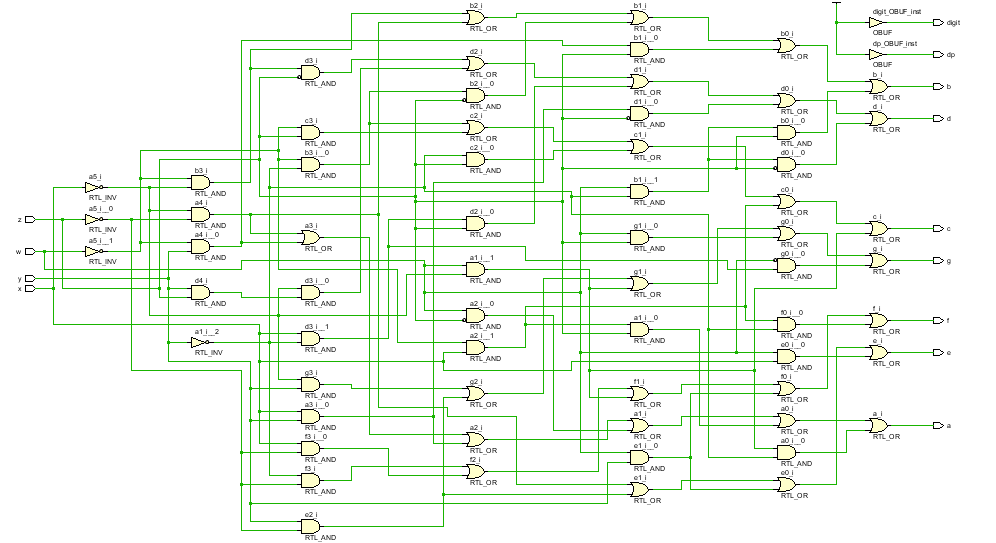 b2_i
RTL_OR
b1_i
RTL_OR
digit_OBUF_inst
OBUF
digit
b1_i__0
RTL_AND
b0_i
RTL_OR
dp_OBUF_inst
OBUF
dp
d3_i
RTL_AND
d2_i
RTL_OR
d1_i
RTL_OR
b_i
RTL_OR
b
b2_i__0
RTL_AND
d1_i__0
RTL_AND
d0_i
RTL_OR
d_i
RTL_OR
d
c3_i
RTL_AND
c2_i
RTL_OR
c1_i
RTL_OR
b0_i__0
RTL_AND
b3_i__0
RTL_AND
c2_i__0
RTL_AND
d0_i__0
RTL_AND
a5_i
RTL_INV
b3_i
RTL_AND
b1_i__1
RTL_AND
c0_i
RTL_OR
z
a5_i__0
RTL_INV
a4_i
RTL_AND
d2_i__0
RTL_AND
c_i
RTL_OR
c
w
a5_i__1
RTL_INV
a4_i__0
RTL_AND
a3_i
RTL_OR
g1_i__0
RTL_AND
g0_i
RTL_OR
y
x
a1_i__1
RTL_AND
g0_i__0
RTL_AND
g_i
RTL_OR
g
d4_i
RTL_AND
d3_i__0
RTL_AND
g1_i
RTL_OR
a2_i__0
RTL_AND
a1_i__0
RTL_AND
f0_i__0
RTL_AND
f_i
RTL_OR
f
a1_i__2
RTL_INV
d3_i__1
RTL_AND
a2_i__1
RTL_AND
e0_i__0
RTL_AND
e_i
RTL_OR
e
g3_i
RTL_AND
g2_i
RTL_OR
f1_i
RTL_OR
f0_i
RTL_OR
a3_i__0
RTL_AND
a1_i
RTL_OR
a0_i
RTL_OR
a_i
RTL_OR
a
f3_i__0
RTL_AND
a2_i
RTL_OR
e1_i__0
RTL_AND
a0_i__0
RTL_AND
f3_i
RTL_AND
f2_i
RTL_OR
e1_i
RTL_OR
e0_i
RTL_OR
e2_i
RTL_AND